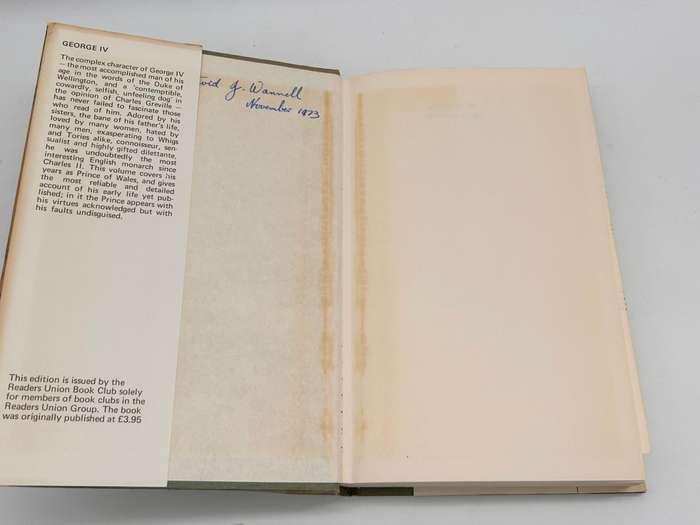 GEORGE IV
The complex character of George IV
— the most accomplished man of his
age in the words of the Duke of
Wellington, and a 'contemptible,
cowardly, selfish, unfeeling dog' in
the opinion of Charles Greville —
has never failed to fascinate those
who read of him. Adored by his
sisters, the bane of his father's life,
loved by many women, hated by
many men, exasperating to Whigs
and Tories alike, connoisseur, sen-
sualist and highly gifted dilettante,
he was undoubtedly the most
interesting English monarch since
Charles II. This volume covers his
years as Prince of Wales, and gives
the most reliable and detailed
account of his early life yet pub-
lished; in it the Prince appears with
his virtues acknowledged but with
his faults undisguised.
This edition is issued by the
Readers Union Book Club solely
for members of book clubs in the
Readers Union Group. The book
was originally published at £3.95
J. Wannell
November 1973